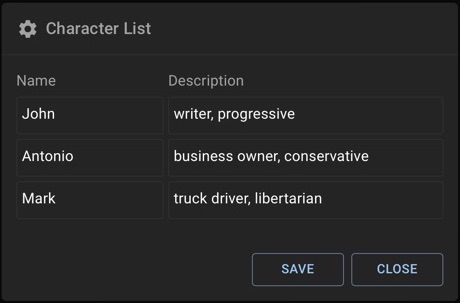 Character List
Name Description
John writer, progressive
Antonio business owner, conservative
Mark truck driver, libertarian
SAVE CLOSE